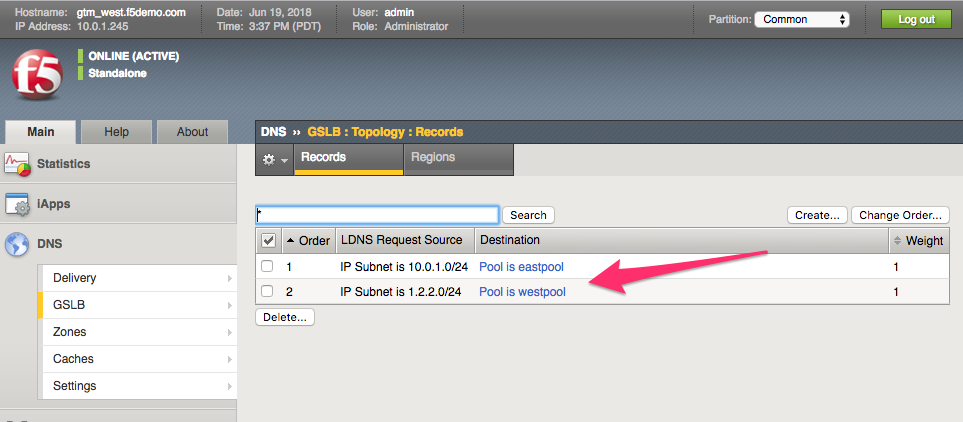 Hostname: gtm_west.f5demo.com Date: Jun 19, 2018 User: admin
IP Address: 10.0.1.245 Time: 3:37 PM (PDT) Role: Administrator
Partition: Common Log out
f5
ONLINE (ACTIVE)
Standalone
Main Help About
DNS ›› GSLB : Topology : Records
Records Regions
Statistics
iApps
DNS
Delivery
GSLB
Zones
Caches
Settings
* Search Create... Change Order...
Order LDNS Request Source Destination Weight
1 IP Subnet is 10.0.1.0/24 Pool is eastpool 1
2 IP Subnet is 1.2.2.0/24 Pool is westpool 1
Delete...